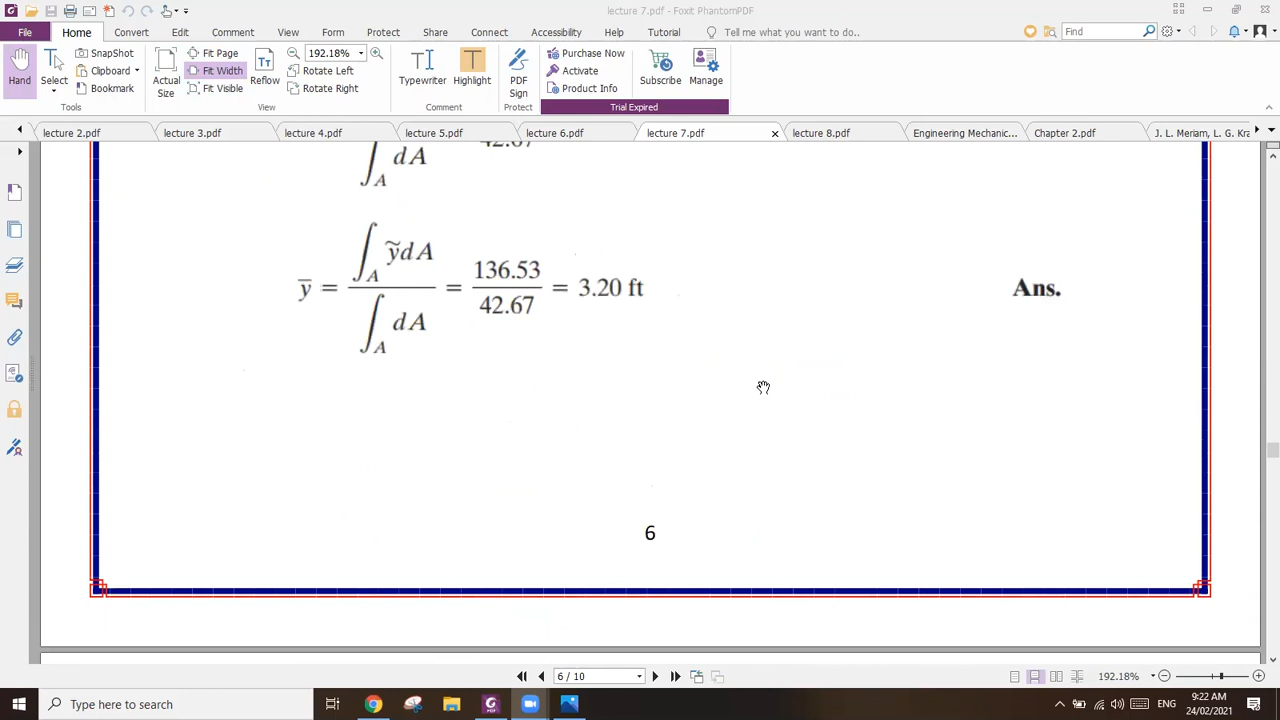 lecture 7.pdf - Foxit PhantomPDF
File Home Convert Edit Comment View Form Protect Share Connect Accessibility Help Tutorial Tell me what you want to do.. Find
SnapShot Fit Page 192.18% Purchase Now
Clipboard Fit Width Rotate Left Activate
Hand Select Bookmark Actual Size Fit Visible Reflow Rotate Right Typewriter Highlight PDF Sign Product Info Subscribe Manage
Tools View Comment Protect Trial Expired
lecture 2.pdf lecture 3.pdf lecture 4.pdf lecture 5.pdf lecture 6.pdf lecture 7.pdf lecture 8.pdf Engineering Mechanic... Chapter 2.pdf J. L. Meriam, L. G. Kra
∫_A dA 42.67
y̅ = ∫_A ỹdA / ∫_A dA = 136.53 / 42.67 = 3.20 ft Ans.
6
6 / 10 192.18%
Type here to search ENG 9:22 AM
24/02/2021